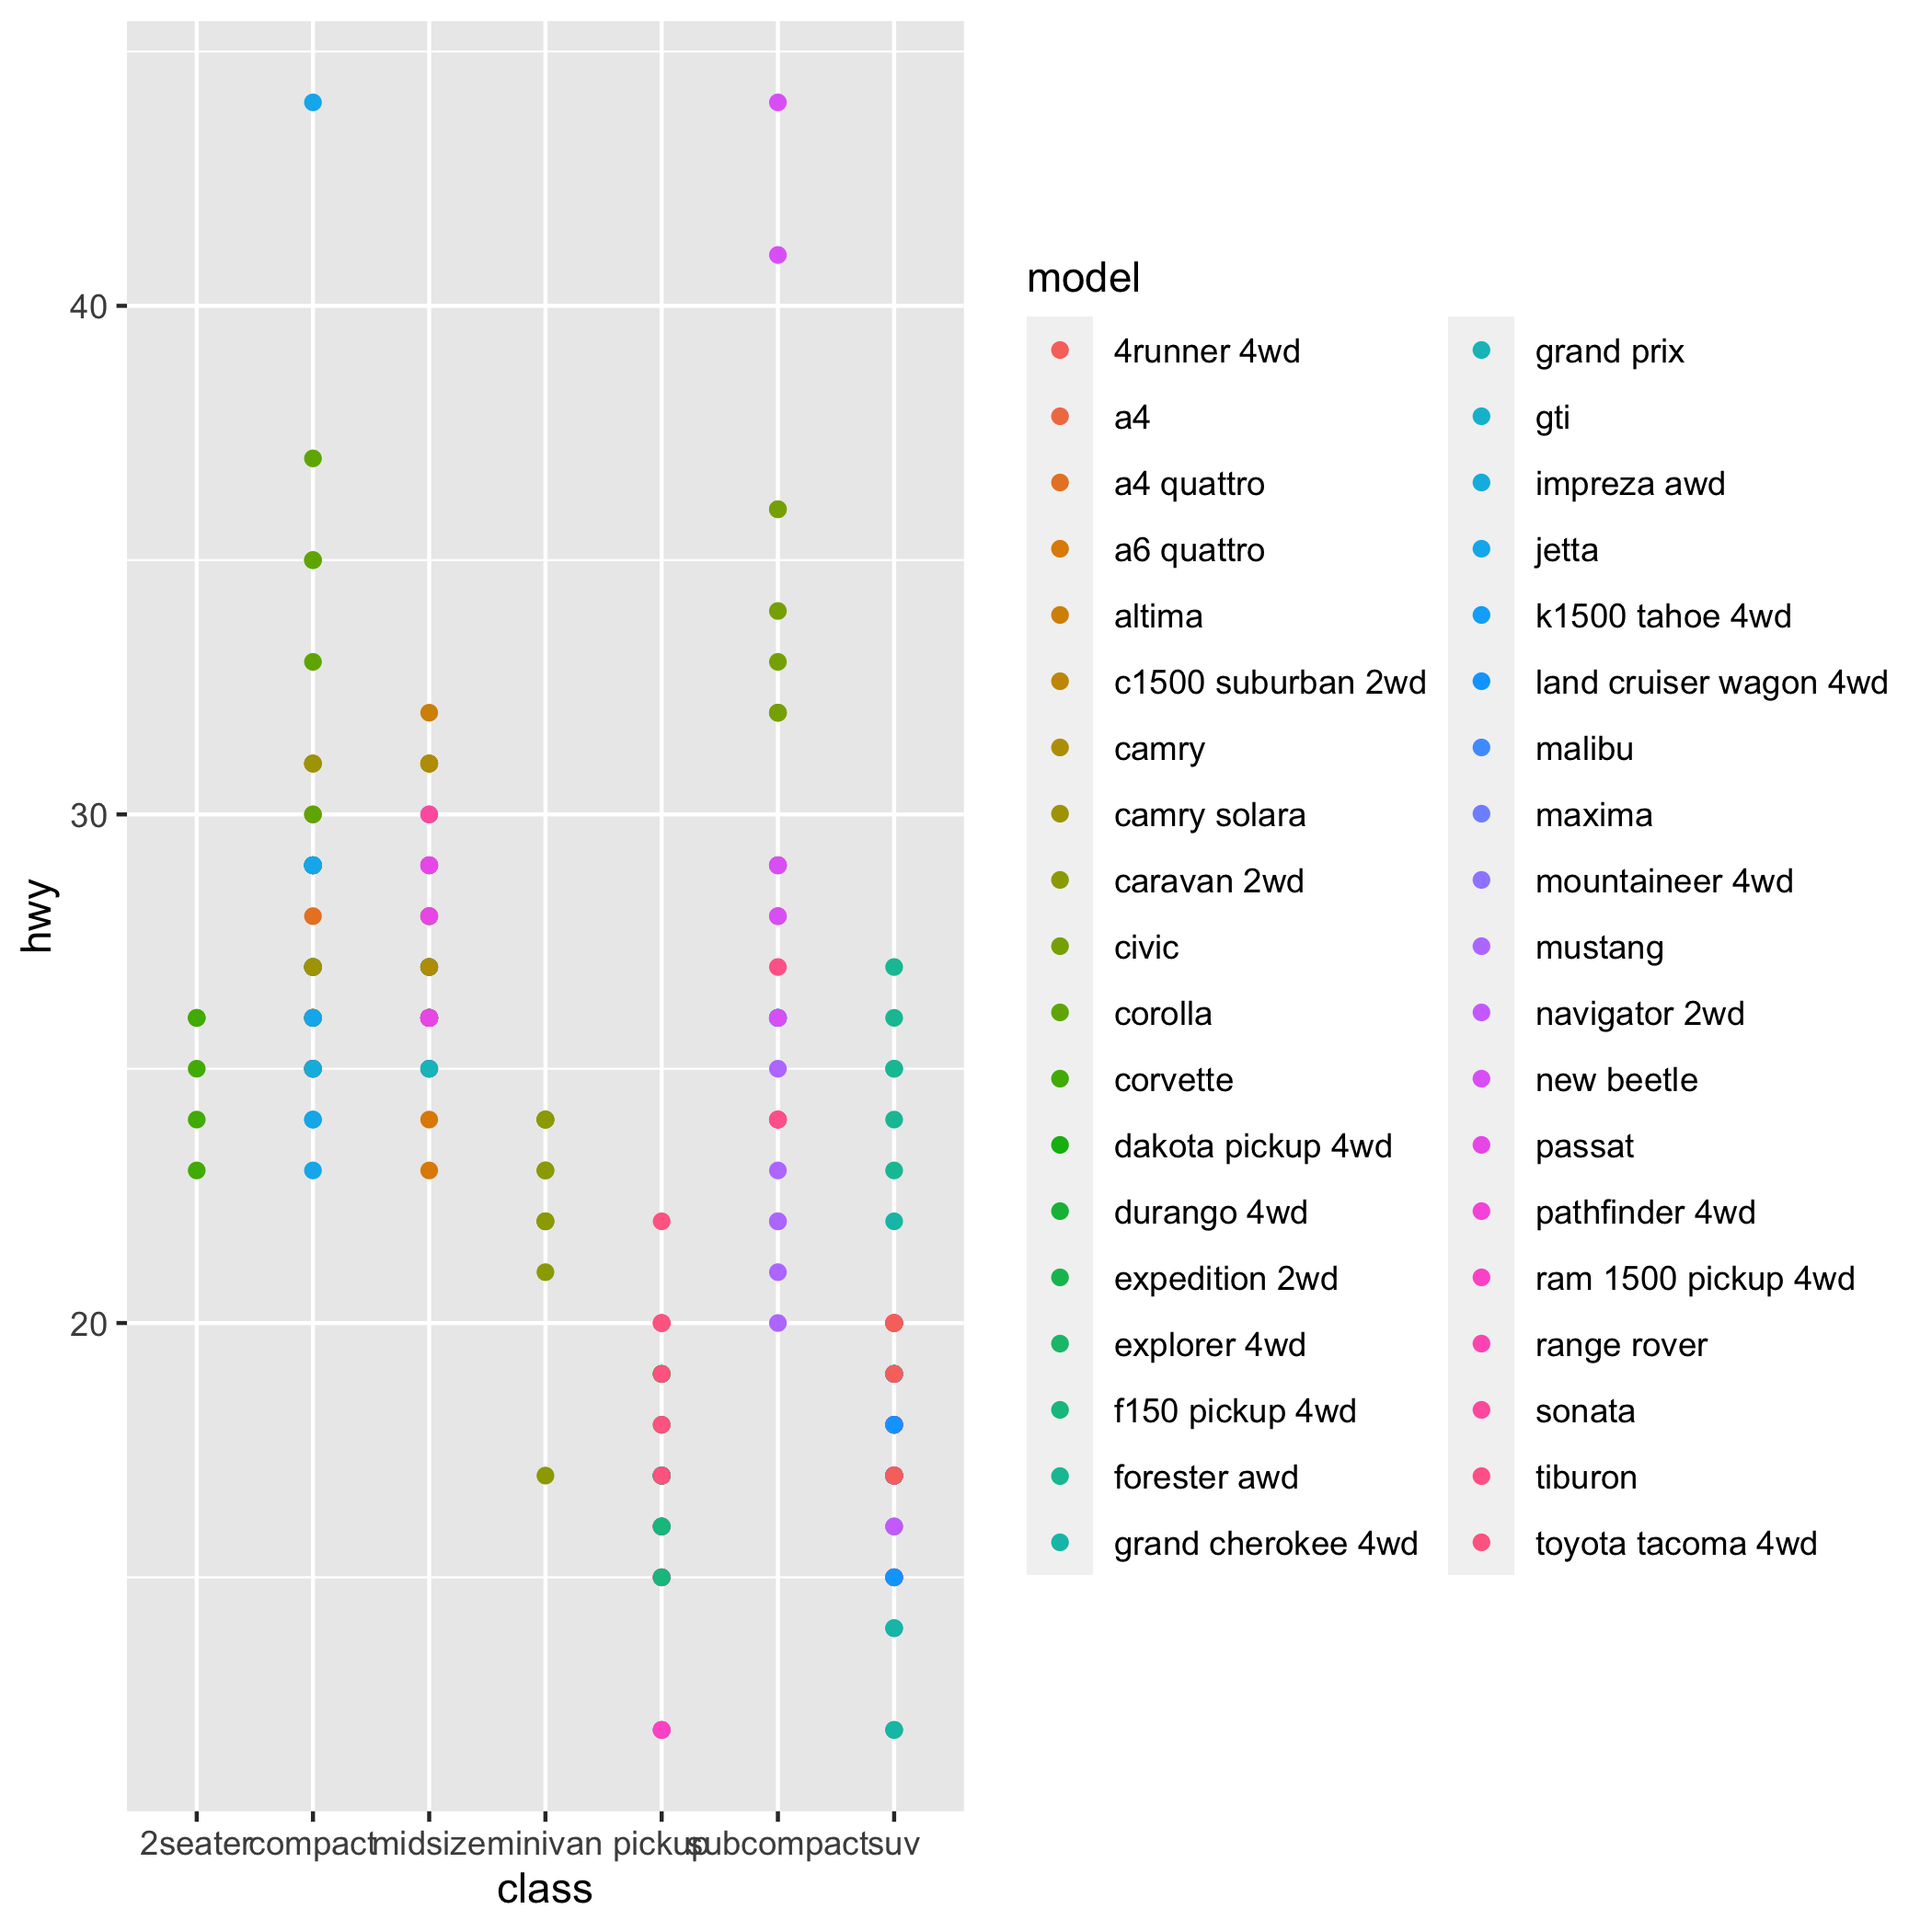 40
30
20
hwy
2seater
compact
midsize
minivan
pickup
subcompact
suv
class
model
4runner 4wd
a4
a4 quattro
a6 quattro
altima
c1500 suburban 2wd
camry
camry solara
caravan 2wd
civic
corolla
corvette
dakota pickup 4wd
durango 4wd
expedition 2wd
explorer 4wd
f150 pickup 4wd
forester awd
grand cherokee 4wd
grand prix
gti
impreza awd
jetta
k1500 tahoe 4wd
land cruiser wagon 4wd
malibu
maxima
mountaineer 4wd
mustang
navigator 2wd
new beetle
passat
pathfinder 4wd
ram 1500 pickup 4wd
range rover
sonata
tiburon
toyota tacoma 4wd